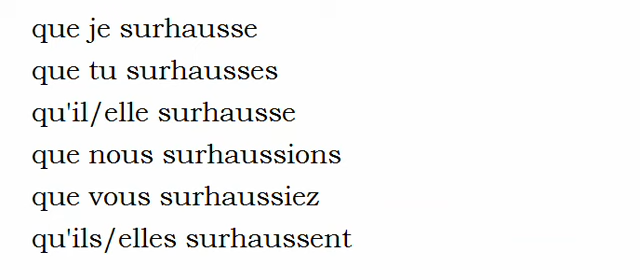 que je surhausse
que tu surhausses
qu'il/elle surhausse
que nous surhaussions
que vous surhaussiez
qu'ils/elles surhaussent